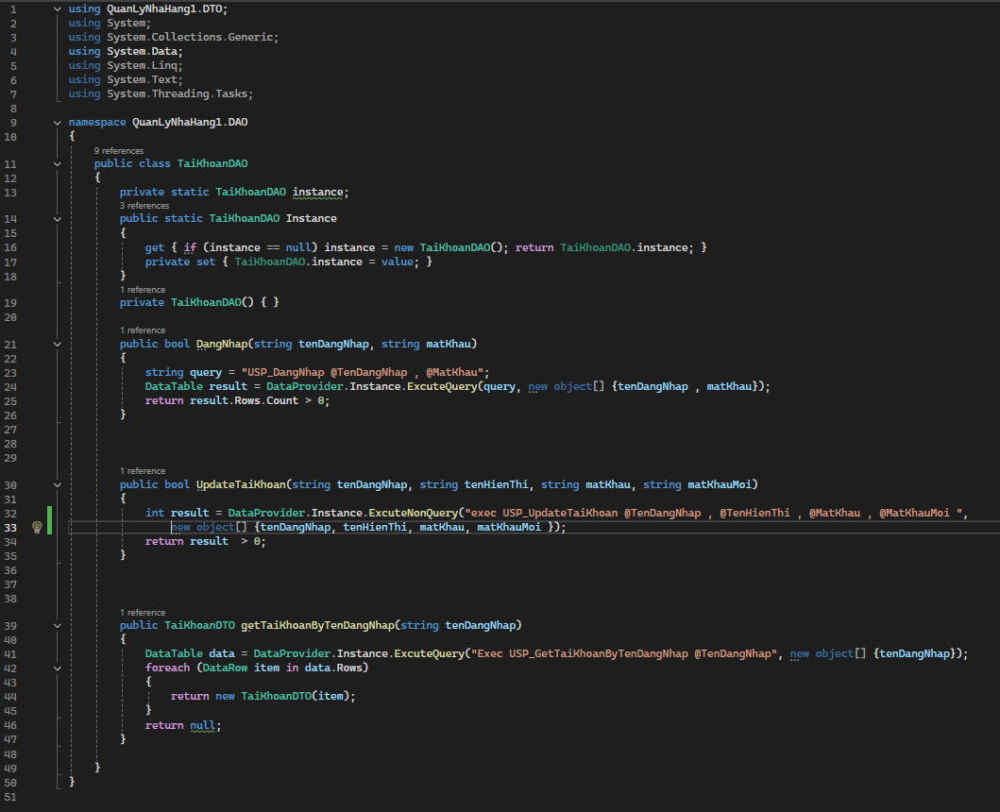 1 using QuanLyNhaHang1.DTO;
2 using System;
3 using System.Collections.Generic;
4 using System.Data;
5 using System.Linq;
6 using System.Text;
7 using System.Threading.Tasks;
8
9 namespace QuanLyNhaHang1.DAO
10 {
9 references
11 public class TaiKhoanDAO
12 {
13 private static TaiKhoanDAO instance;
3 references
14 public static TaiKhoanDAO Instance
15 {
16 get { if (instance == null) instance = new TaiKhoanDAO(); return TaiKhoanDAO.instance; }
17 private set { TaiKhoanDAO.instance = value; }
18 }
1 reference
19 private TaiKhoanDAO() { }
20
1 reference
21 public bool DangNhap(string tenDangNhap, string matKhau)
22 {
23 string query = "USP_DangNhap @TenDangNhap , @MatKhau";
24 DataTable result = DataProvider.Instance.ExcuteQuery(query, new object[] {tenDangNhap , matKhau});
25 return result.Rows.Count > 0;
26 }
27
28
29
1 reference
30 public bool UpdateTaiKhoan(string tenDangNhap, string tenHienThi, string matKhau, string matKhauMoi)
31 {
32 int result = DataProvider.Instance.ExcuteNonQuery("exec USP_UpdateTaiKhoan @TenDangNhap , @TenHienThi , @MatKhau , @MatKhauMoi ",
33 new object[] {tenDangNhap, tenHienThi, matKhau, matKhauMoi });
34 return result  > 0;
35 }
36
37
38
1 reference
39 public TaiKhoanDTO getTaiKhoanByTenDangNhap(string tenDangNhap)
40 {
41 DataTable data = DataProvider.Instance.ExcuteQuery("Exec USP_GetTaiKhoanByTenDangNhap @TenDangNhap", new object[] {tenDangNhap});
42 foreach (DataRow item in data.Rows)
43 {
44 return new TaiKhoanDTO(item);
45 }
46 return null;
47 }
48
49 }
50 }
51